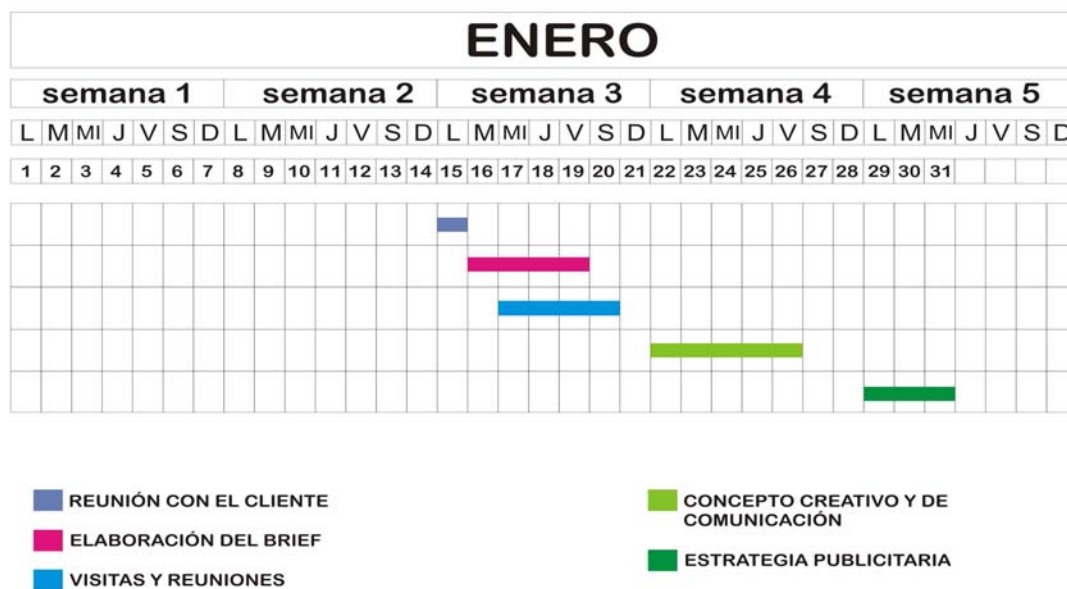 ENERO
semana 1 semana 2 semana 3 semana 4 semana 5
L M MI J V S D L M MI J V S D L M MI J V S D L M MI J V S D L M MI J V S D
1 2 3 4 5 6 7 8 9 10 11 12 13 14 15 16 17 18 19 20 21 22 23 24 25 26 27 28 29 30 31
REUNIÓN CON EL CLIENTE
ELABORACIÓN DEL BRIEF
VISITAS Y REUNIONES
CONCEPTO CREATIVO Y DE
COMUNICACIÓN
ESTRATEGIA PUBLICITARIA